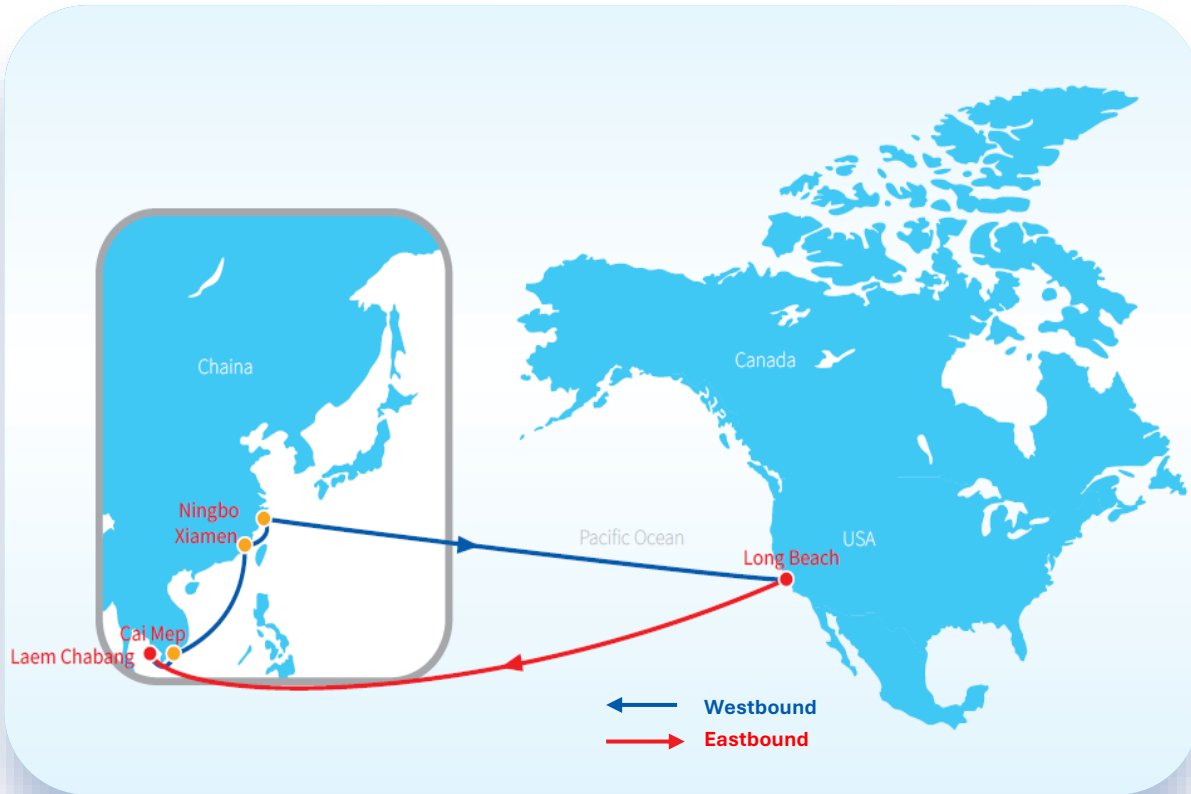 Chaina
Canada
Ningbo
Xiamen
Pacific Ocean
USA
Long Beach
Cai Mep
Laem Chabang
Westbound
Eastbound